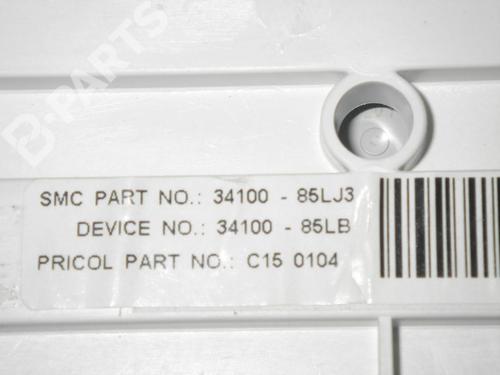 B-PARTS
SMC PART NO.: 34100 - 85LJ3
DEVICE NO.: 34100 - 85LB
PRICOL PART NO.: C15 0104